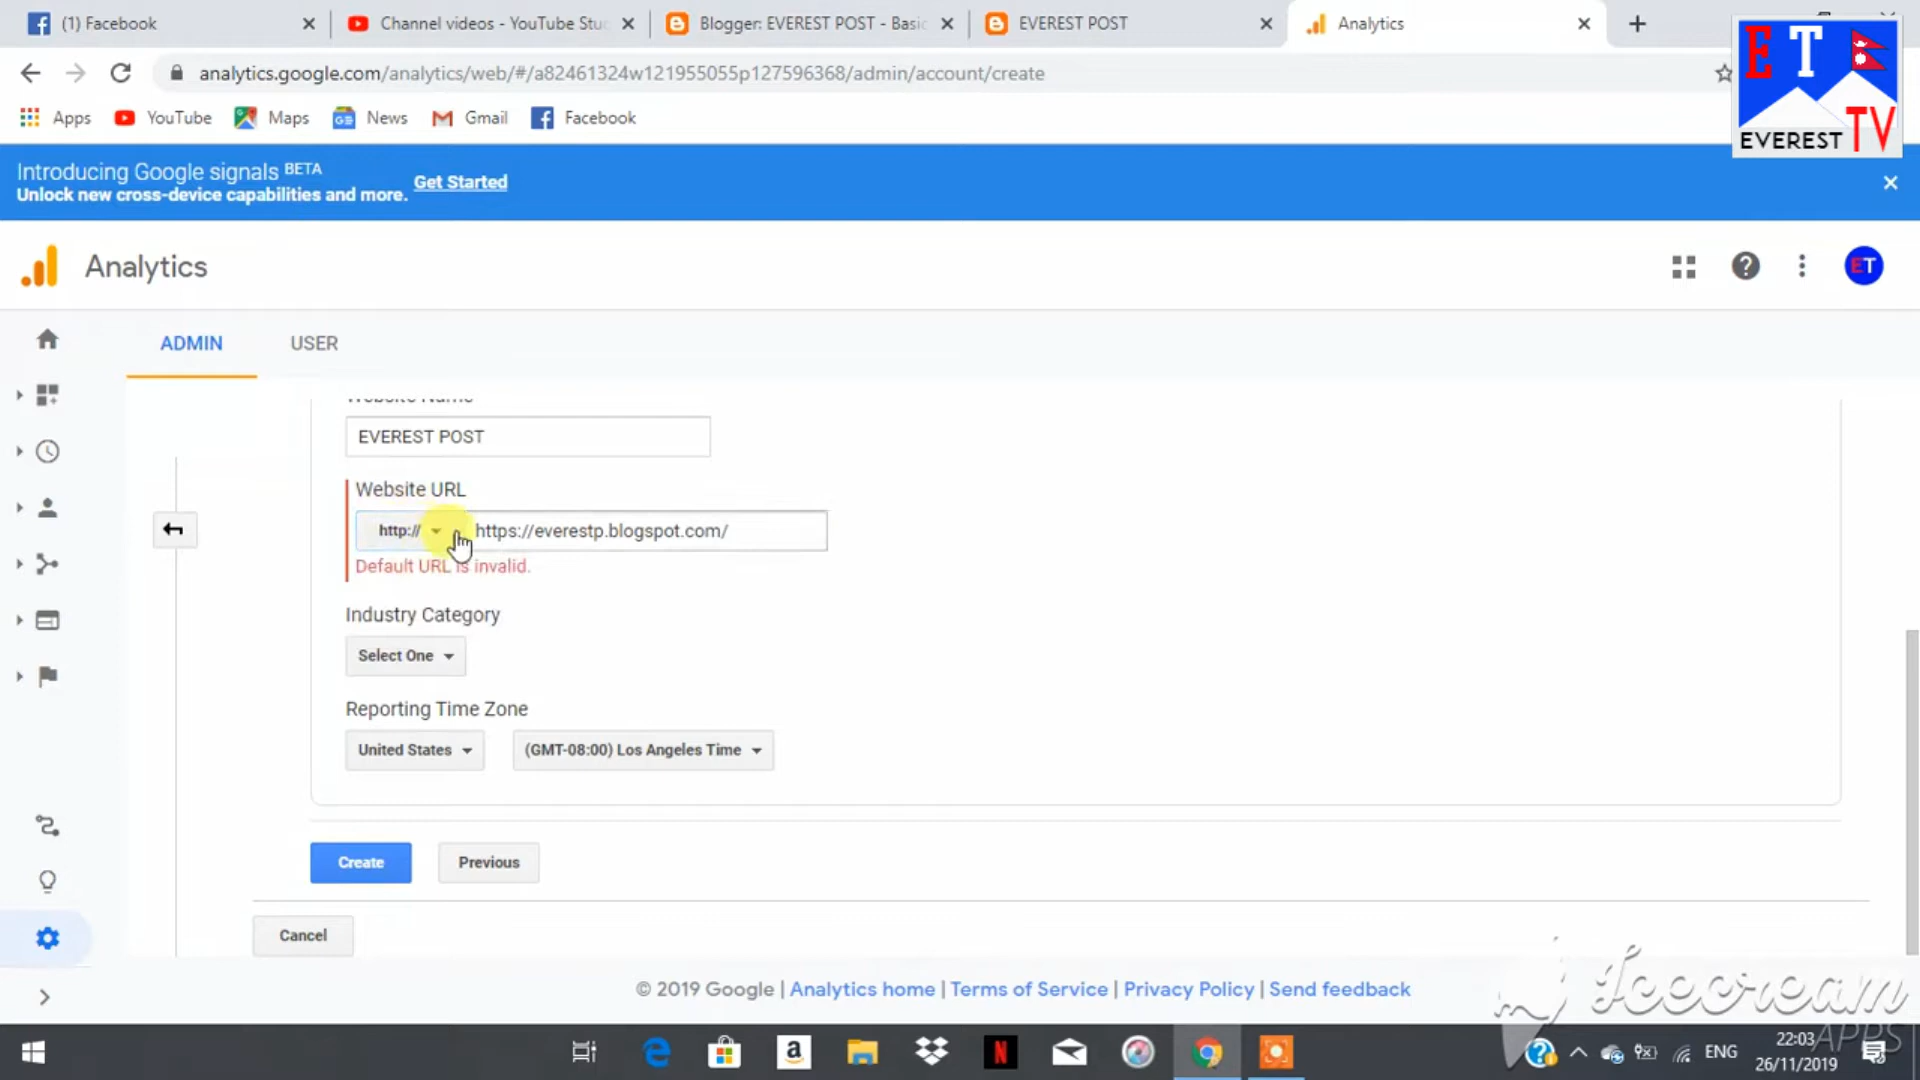 (1) Facebook
Channel videos - YouTube Stu
Blogger: EVEREST POST - Basic
EVEREST POST
Analytics
analytics.google.com/analytics/web/#/a82461324w121955055p127596368/admin/account/create
Apps
YouTube
Maps
News
Gmail
Facebook
ET
EVEREST TV
Introducing Google signals BETA
Unlock new cross-device capabilities and more.
Get Started
Analytics
ET
ADMIN
USER
Website Name
EVEREST POST
Website URL
http://
https://everestp.blogspot.com/
Default URL is invalid.
Industry Category
Select One
Reporting Time Zone
United States
(GMT-08:00) Los Angeles Time
Create
Previous
Cancel
© 2019 Google | Analytics home | Terms of Service | Privacy Policy | Send feedback
Icecream
APPS
ENG
22:03
26/11/2019